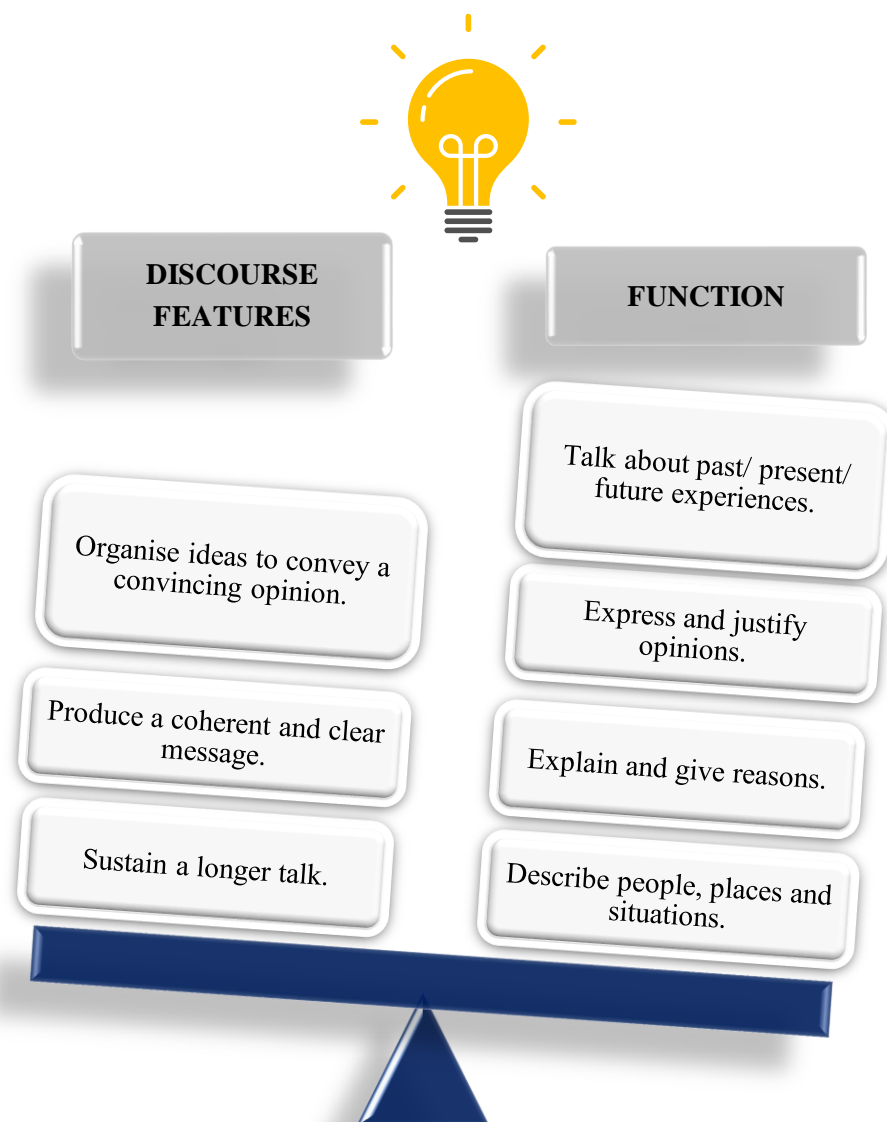 DISCOURSE
FEATURES
Organise ideas to convey a
convincing opinion.
Produce a coherent and clear
message.
Sustain a longer talk.
FUNCTION
Talk about past/ present/
future experiences.
Express and justify
opinions.
Explain and give reasons.
Describe people, places and
situations.